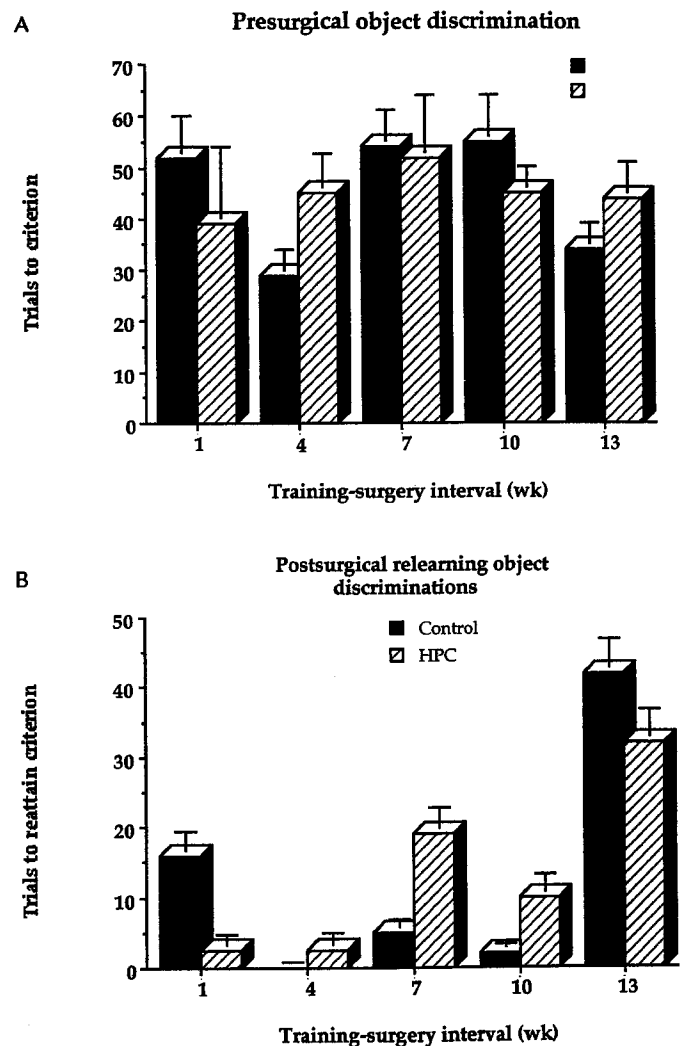 A
Presurgical object discrimination
Trials to criterion
70
60
50
40
30
20
10
0
1 4 7 10 13
Training-surgery interval (wk)
B
Postsurgical relearning object
discriminations
Trials to reattain criterion
50
40
30
20
10
0
Control
HPC
1 4 7 10 13
Training-surgery interval (wk)